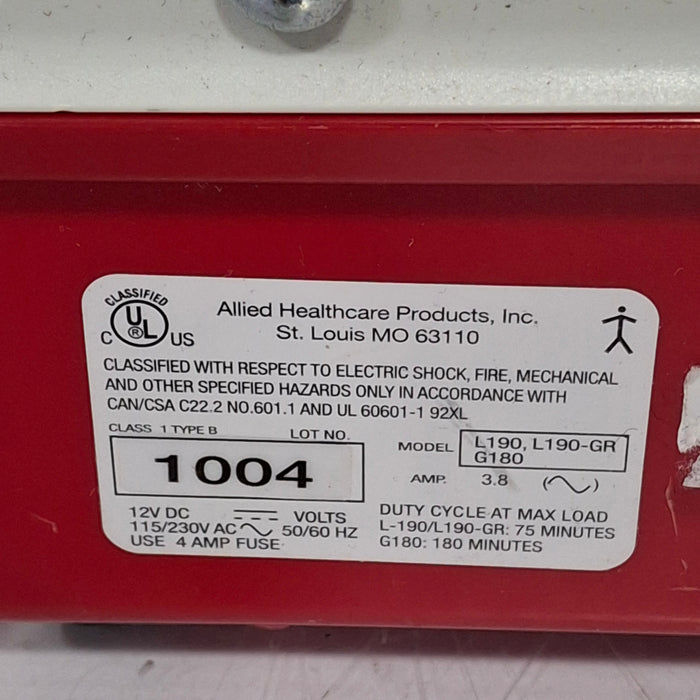 CLASSIFIED
C UL ® US
Allied Healthcare Products, Inc.
St. Louis MO 63110
CLASSIFIED WITH RESPECT TO ELECTRIC SHOCK, FIRE, MECHANICAL
AND OTHER SPECIFIED HAZARDS ONLY IN ACCORDANCE WITH
CAN/CSA C22.2 NO.601.1 AND UL 60601-1 92XL
CLASS 1 TYPE B LOT NO.
1004
MODEL L190, L190-GR
G180
AMP. 3.8 (∿)
12V DC VOLTS
115/230V AC ∿ 50/60 HZ
USE 4 AMP FUSE
DUTY CYCLE AT MAX LOAD
L-190/L190-GR: 75 MINUTES
G180: 180 MINUTES